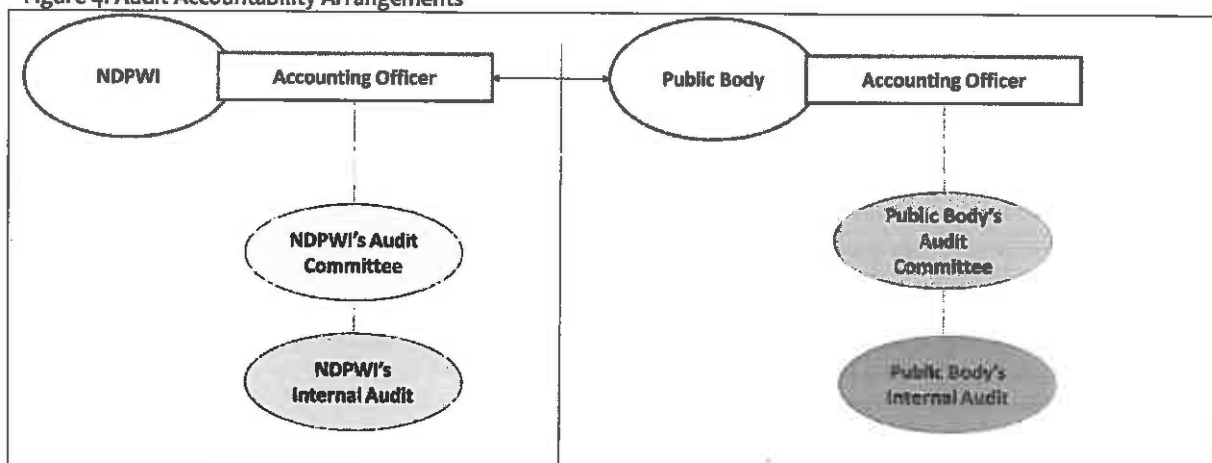 Figure 4: Audit Accountability Arrangements
NDPWI
Accounting Officer
Public Body
Accounting Officer
NDPWI's Audit
Committee
Public Body's
Audit
Committee
NDPWI's
Internal Audit
Public Body's
Internal Audit